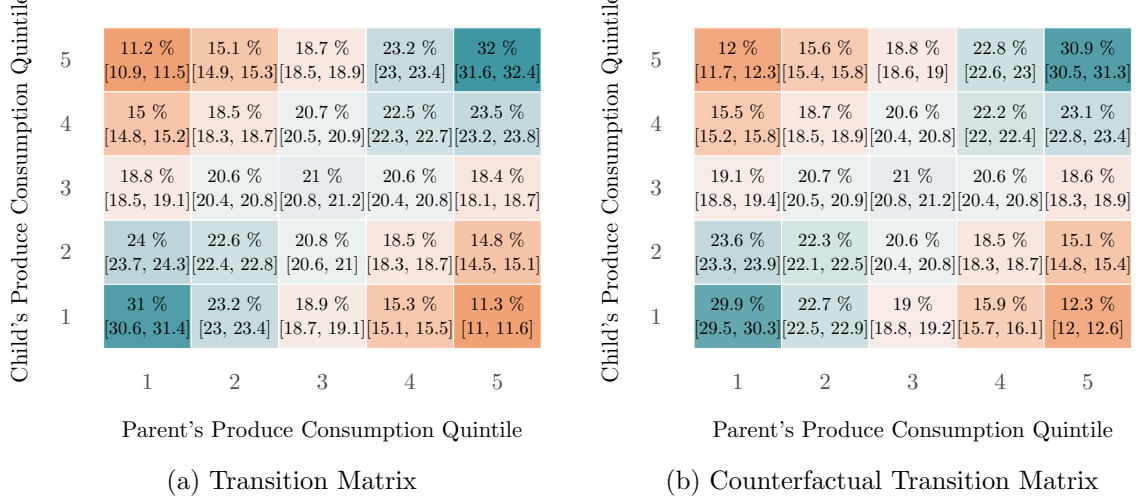 Child's Produce Consumption Quintile
5
11.2 % 15.1 % 18.7 % 23.2 % 32 %
[10.9, 11.5] [14.9, 15.3] [18.5, 18.9] [23, 23.4] [31.6, 32.4]
4
15 % 18.5 % 20.7 % 22.5 % 23.5 %
[14.8, 15.2] [18.3, 18.7] [20.5, 20.9] [22.3, 22.7] [23.2, 23.8]
3
18.8 % 20.6 % 21 % 20.6 % 18.4 %
[18.5, 19.1] [20.4, 20.8] [20.8, 21.2] [20.4, 20.8] [18.1, 18.7]
2
24 % 22.6 % 20.8 % 18.5 % 14.8 %
[23.7, 24.3] [22.4, 22.8] [20.6, 21] [18.3, 18.7] [14.5, 15.1]
1
31 % 23.2 % 18.9 % 15.3 % 11.3 %
[30.6, 31.4] [23, 23.4] [18.7, 19.1] [15.1, 15.5] [11, 11.6]
1 2 3 4 5
Parent's Produce Consumption Quintile
(a) Transition Matrix
Child's Produce Consumption Quintile
5
12 % 15.6 % 18.8 % 22.8 % 30.9 %
[11.7, 12.3] [15.4, 15.8] [18.6, 19] [22.6, 23] [30.5, 31.3]
4
15.5 % 18.7 % 20.6 % 22.2 % 23.1 %
[15.2, 15.8] [18.5, 18.9] [20.4, 20.8] [22, 22.4] [22.8, 23.4]
3
19.1 % 20.7 % 21 % 20.6 % 18.6 %
[18.8, 19.4] [20.5, 20.9] [20.8, 21.2] [20.4, 20.8] [18.3, 18.9]
2
23.6 % 22.3 % 20.6 % 18.5 % 15.1 %
[23.3, 23.9] [22.1, 22.5] [20.4, 20.8] [18.3, 18.7] [14.8, 15.4]
1
29.9 % 22.7 % 19 % 15.9 % 12.3 %
[29.5, 30.3] [22.5, 22.9] [18.8, 19.2] [15.7, 16.1] [12, 12.6]
1 2 3 4 5
Parent's Produce Consumption Quintile
(b) Counterfactual Transition Matrix